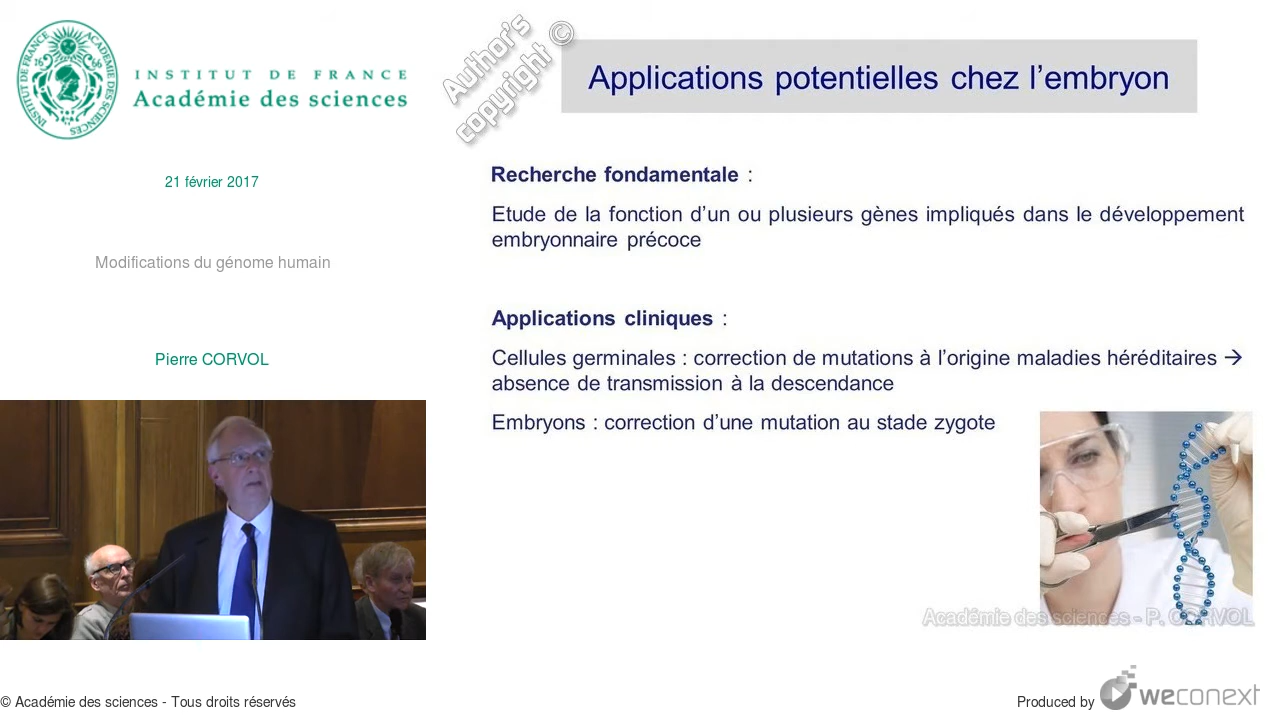 INSTITUT DE FRANCE
Académie des sciences
21 février 2017
Modifications du génome humain
Pierre CORVOL
Author's
copyright ©
Applications potentielles chez l’embryon
Recherche fondamentale :
Etude de la fonction d’un ou plusieurs gènes impliqués dans le développement
embryonnaire précoce
Applications cliniques :
Cellules germinales : correction de mutations à l’origine maladies héréditaires →
absence de transmission à la descendance
Embryons : correction d’une mutation au stade zygote
Académie des sciences - P. CORVOL
© Académie des sciences - Tous droits réservés
Produced by
weconext